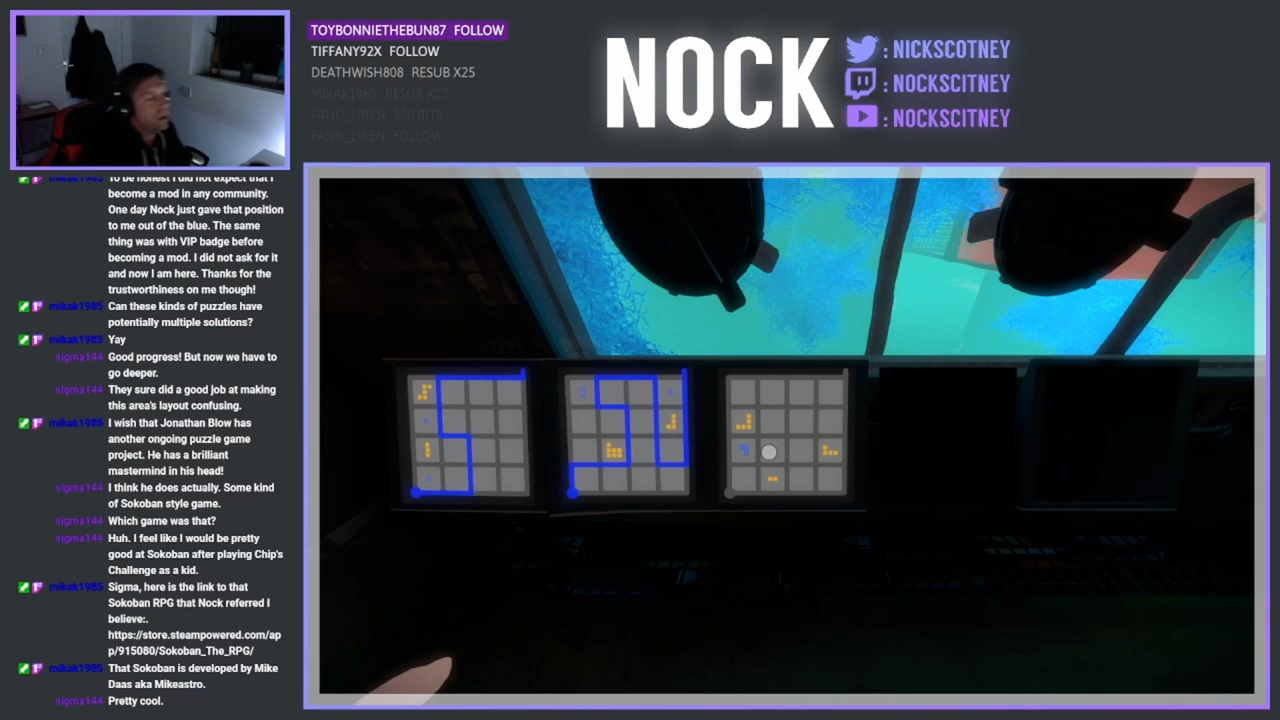 TOYBONNIETHEBUN87 FOLLOW
TIFFANY92X FOLLOW
DEATHWISH808 RESUB X25
MIKAK1985 RESUB X17
FANG_LIREN 100 BITS
FANG_LIREN FOLLOW
NOCK
: NICKSCOTNEY
: NOCKSCITNEY
: NOCKSCITNEY
mikak1985 To be honest I did not expect that I
become a mod in any community.
One day Nock just gave that position
to me out of the blue. The same
thing was with VIP badge before
becoming a mod. I did not ask for it
and now I am here. Thanks for the
trustworthiness on me though!
mikak1985 Can these kinds of puzzles have
potentially multiple solutions?
mikak1985 Yay
sigma144 Good progress! But now we have to
go deeper.
sigma144 They sure did a good job at making
this area's layout confusing.
mikak1985 I wish that Jonathan Blow has
another ongoing puzzle game
project. He has a brilliant
mastermind in his head!
sigma144 I think he does actually. Some kind
of Sokoban style game.
sigma144 Which game was that?
sigma144 Huh. I feel like I would be pretty
good at Sokoban after playing Chip's
Challenge as a kid.
mikak1985 Sigma, here is the link to that
Sokoban RPG that Nock referred I
believe:.
https://store.steampowered.com/ap
p/915080/Sokoban_The_RPG/
mikak1985 That Sokoban is developed by Mike
Daas aka Mikeastro.
sigma144 Pretty cool.